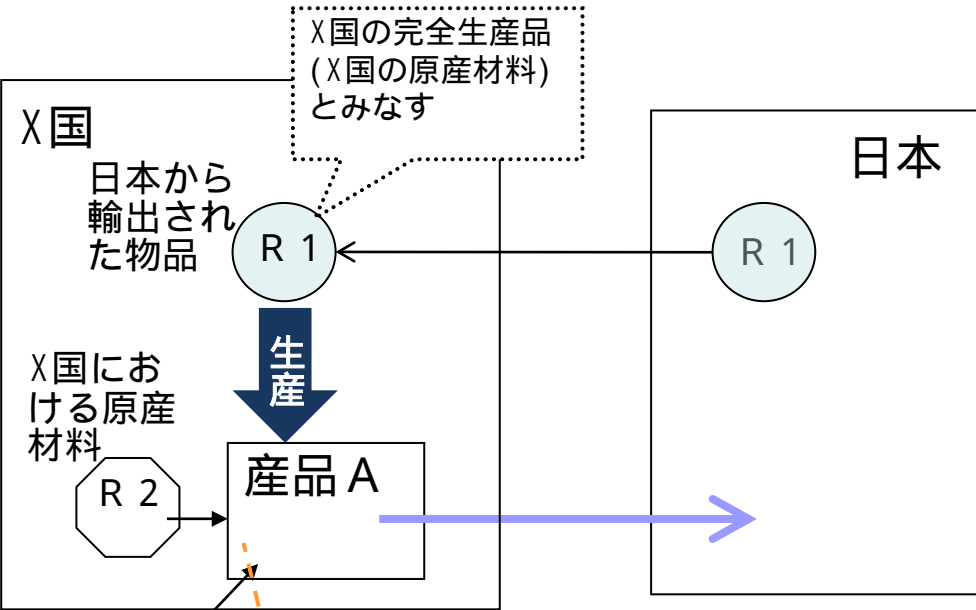 X国の完全生産品
(X国の原産材料)
とみなす
X国
日本
日本から
輸出され
た物品
R 1
R 1
生産
X国にお
ける原産
材料
R 2
産品A